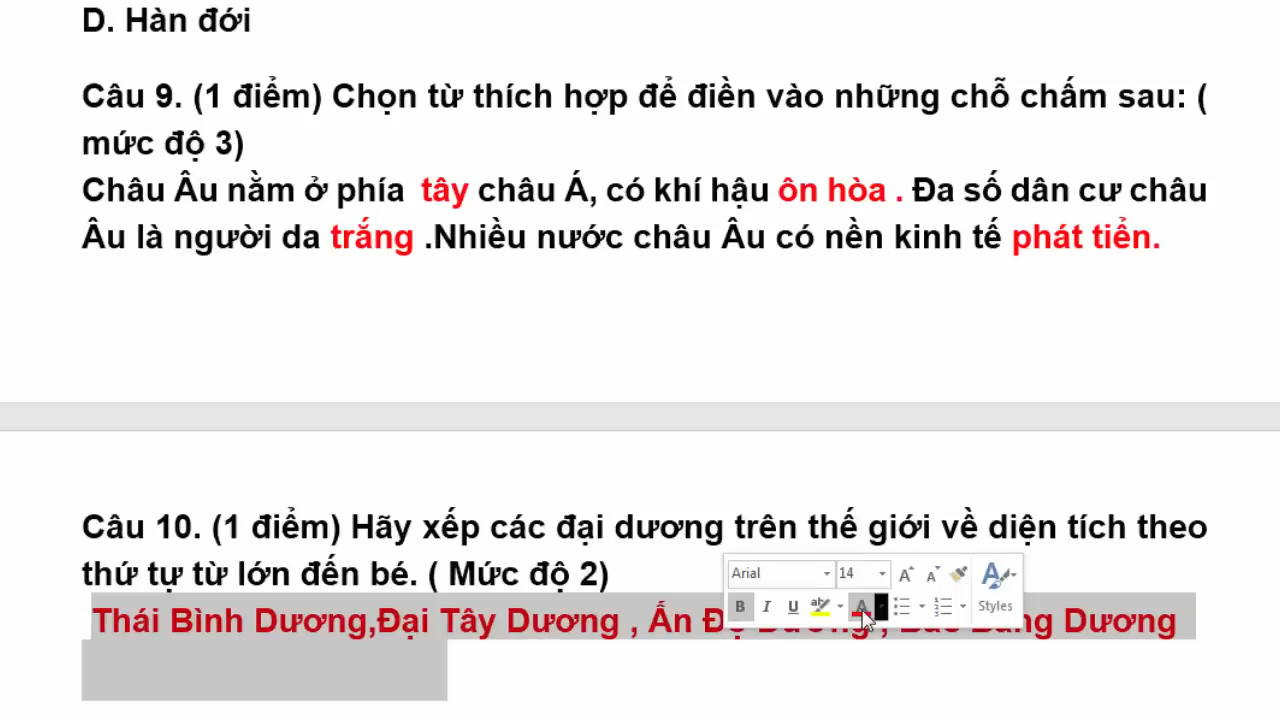 D. Hàn đới
Câu 9. (1 điểm) Chọn từ thích hợp để điền vào những chỗ chấm sau: (
mức độ 3)
Châu Âu nằm ở phía tây châu Á, có khí hậu ôn hòa . Đa số dân cư châu
Âu là người da trắng .Nhiều nước châu Âu có nền kinh tế phát tiển.
Câu 10. (1 điểm) Hãy xếp các đại dương trên thế giới về diện tích theo
thứ tự từ lớn đến bé. ( Mức độ 2)
Arial 14
B I U Styles
Thái Bình Dương,Đại Tây Dương , Ấn Độ Dương , Bắc Băng Dương